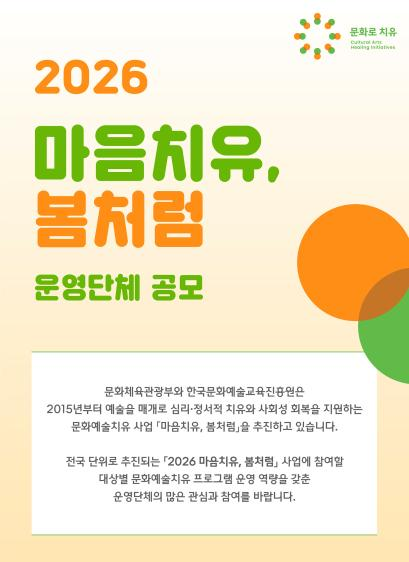 문화로 치유
Cultural Arts
Healing Initiatives
2026
마음치유,
봄처럼
운영단체 공모
문화체육관광부와 한국문화예술교육진흥원은
2015년부터 예술을 매개로 심리·정서적 치유와 사회성 회복을 지원하는
문화예술치유 사업 「마음치유, 봄처럼」을 추진하고 있습니다.
전국 단위로 추진되는 「2026 마음치유, 봄처럼」 사업에 참여할
대상별 문화예술치유 프로그램 운영 역량을 갖춘
운영단체의 많은 관심과 참여를 바랍니다.